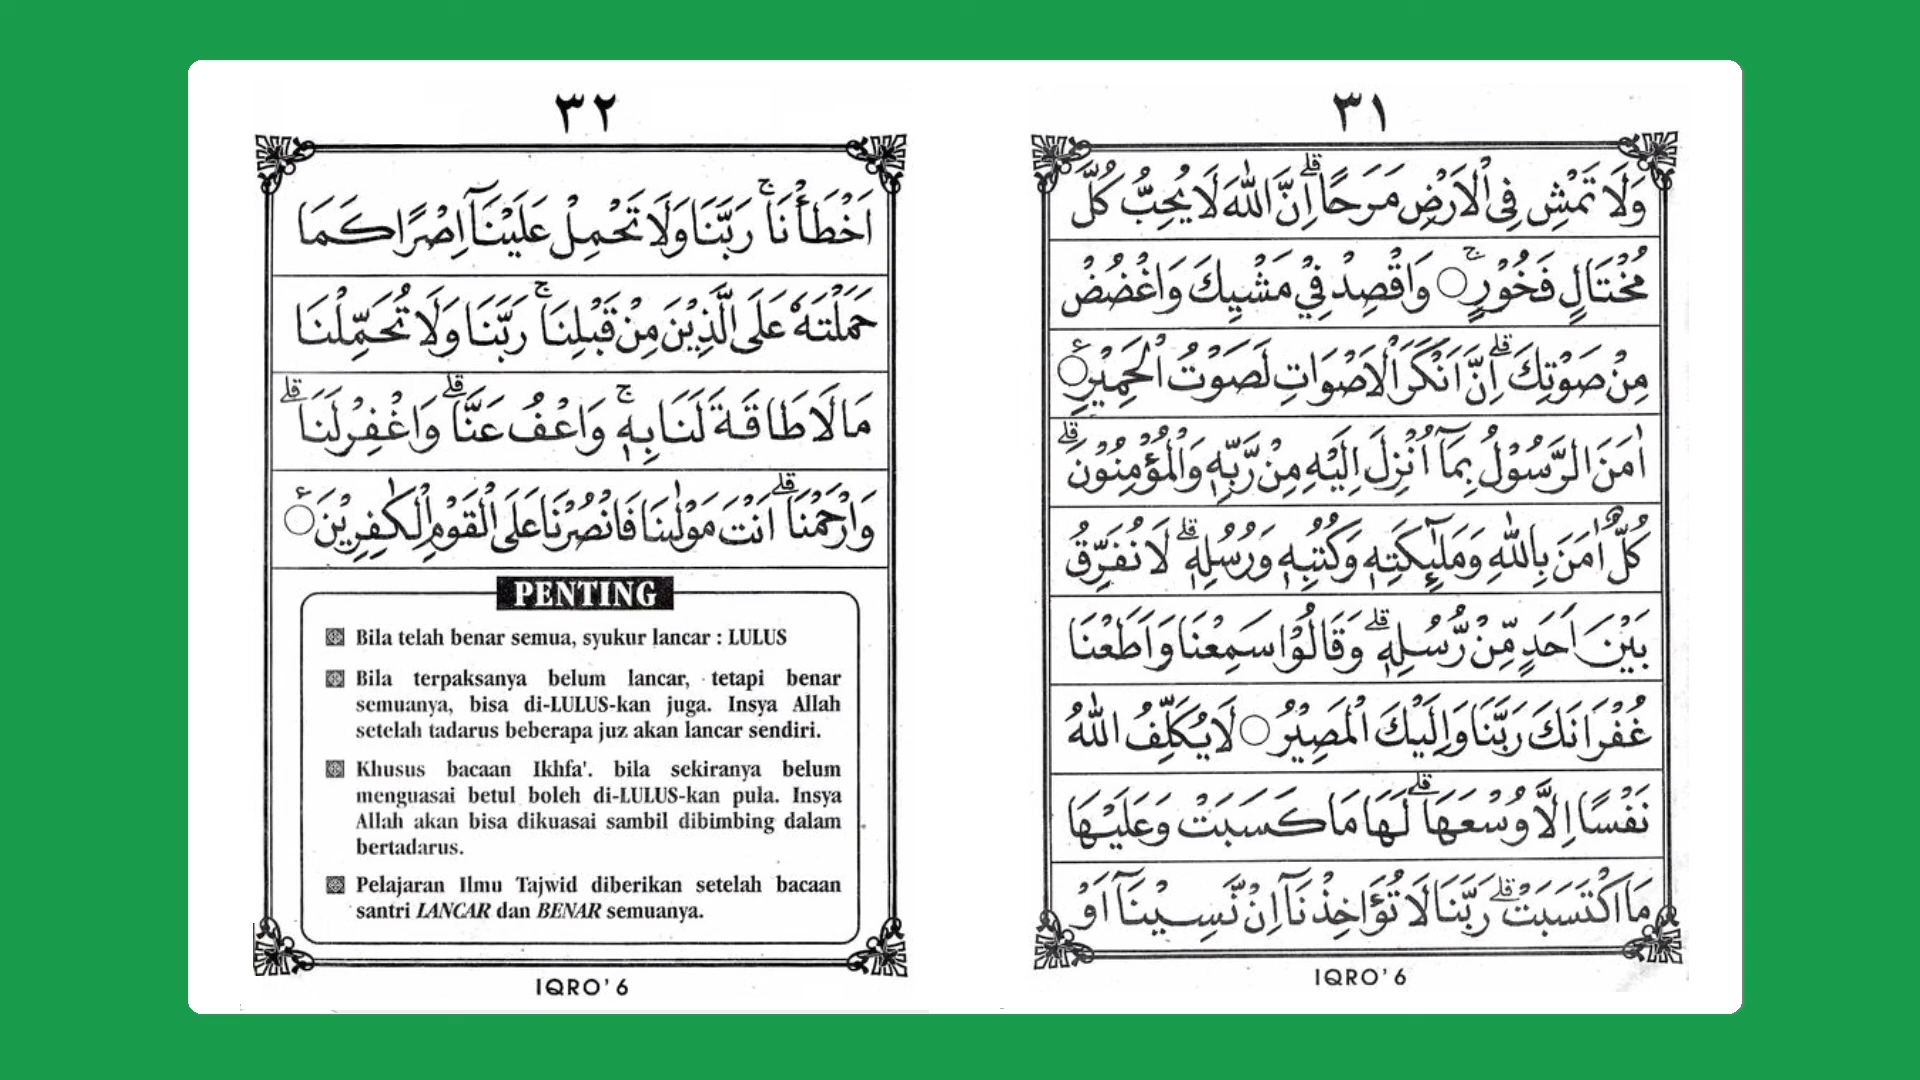 ٣١
وَلَا تَمْشِ فِى الْاَرْضِ مَرَحًا ۗ اِنَّ اللّٰهَ لَا يُحِبُّ كُلَّ
مُخْتَالٍ فَخُوْرٍ ۚ ○ وَاقْصِدْ فِيْ مَشْيِكَ وَاغْضُضْ
مِنْ صَوْتِكَ ۗ اِنَّ اَنْكَرَ الْاَصْوَاتِ لَصَوْتُ الْحَمِيْرِ ○ ࣖ
اٰمَنَ الرَّسُوْلُ بِمَآ اُنْزِلَ اِلَيْهِ مِنْ رَّبِّهٖ وَالْمُؤْمِنُوْنَ ۗ
كُلٌّ اٰمَنَ بِاللّٰهِ وَمَلٰۤىِٕكَتِهٖ وَكُتُبِهٖ وَرُسُلِهٖ ۗ لَا نُفَرِّقُ
بَيْنَ اَحَدٍ مِّنْ رُّسُلِهٖ ۗ وَقَالُوْا سَمِعْنَا وَاَطَعْنَا
غُفْرَانَكَ رَبَّنَا وَاِلَيْكَ الْمَصِيْرُ ○ لَا يُكَلِّفُ اللّٰهُ
نَفْسًا اِلَّا وُسْعَهَا ۗ لَهَا مَا كَسَبَتْ وَعَلَيْهَا
مَا اكْتَسَبَتْ ۗ رَبَّنَا لَا تُؤَاخِذْنَآ اِنْ نَّسِيْنَآ اَوْ
IQRO' 6
٣٢
اَخْطَأْنَا ۚ رَبَّنَا وَلَا تَحْمِلْ عَلَيْنَآ اِصْرًا كَمَا
حَمَلْتَهٗ عَلَى الَّذِيْنَ مِنْ قَبْلِنَا ۚ رَبَّنَا وَلَا تُحَمِّلْنَا
مَا لَا طَاقَةَ لَنَا بِهٖ ۚ وَاعْفُ عَنَّا ۗ وَاغْفِرْ لَنَا ۗ
وَارْحَمْنَا ۗ اَنْتَ مَوْلٰىنَا فَانْصُرْنَا عَلَى الْقَوْمِ الْكٰفِرِيْنَ ○ ࣖ
PENTING
Bila telah benar semua, syukur lancar : LULUS
Bila terpaksanya belum lancar, tetapi benar
semuanya, bisa di-LULUS-kan juga. Insya Allah
setelah tadarus beberapa juz akan lancar sendiri.
Khusus bacaan Ikhfa'. bila sekiranya belum
menguasai betul boleh di-LULUS-kan pula. Insya
Allah akan bisa dikuasai sambil dibimbing dalam
bertadarus.
Pelajaran Ilmu Tajwid diberikan setelah bacaan
santri LANCAR dan BENAR semuanya.
IQRO' 6